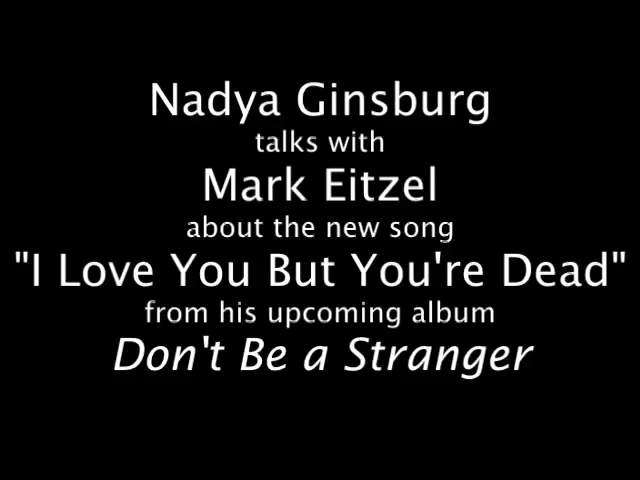 Nadya Ginsburg
talks with
Mark Eitzel
about the new song
"I Love You But You're Dead"
from his upcoming album
Don't Be a Stranger